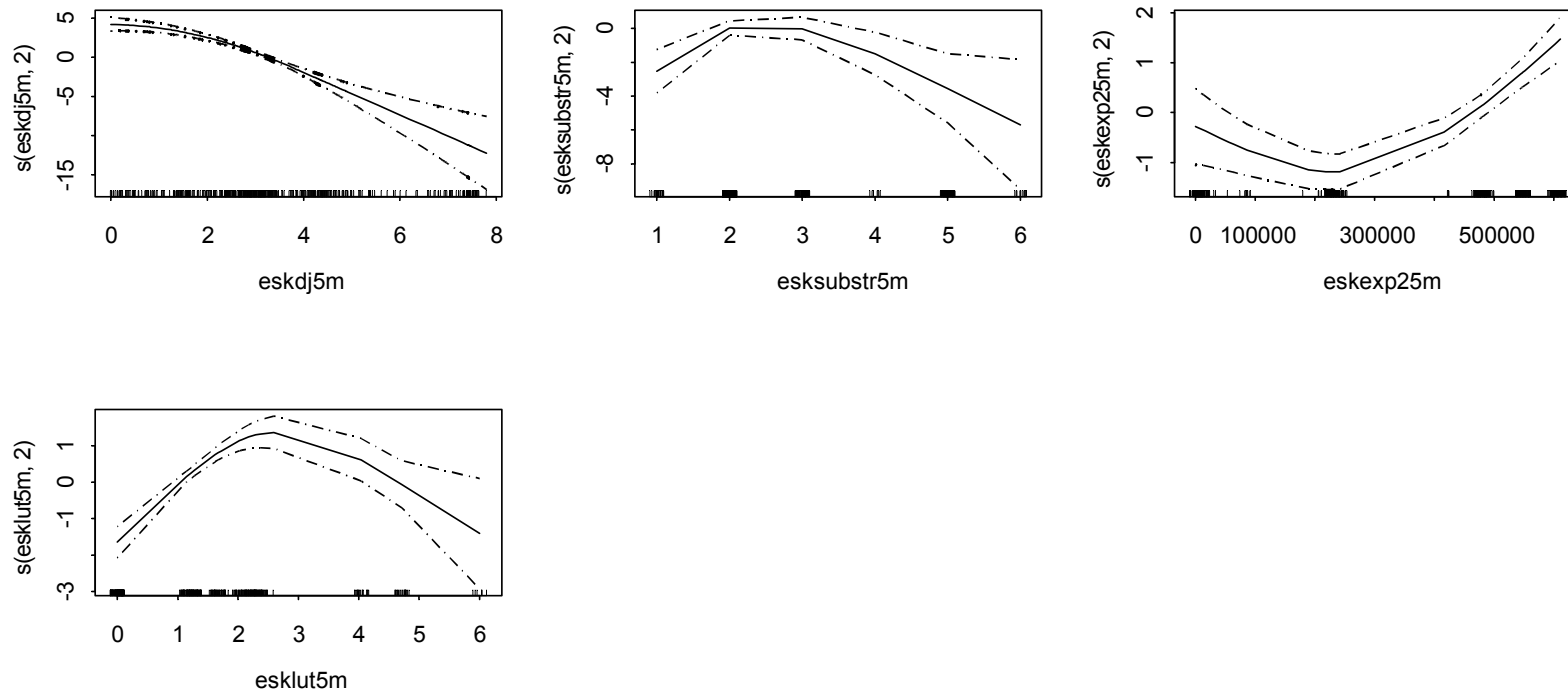 s(eskdj5m, 2)
5
0
-5
-15
0 2 4 6 8
eskdj5m
s(esksubstr5m, 2)
0
-4
-8
1 2 3 4 5 6
esksubstr5m
s(eskexp25m, 2)
2
1
0
-1
0 100000 300000 500000
eskexp25m
s(esklut5m, 2)
1
0
-1
-3
0 1 2 3 4 5 6
esklut5m